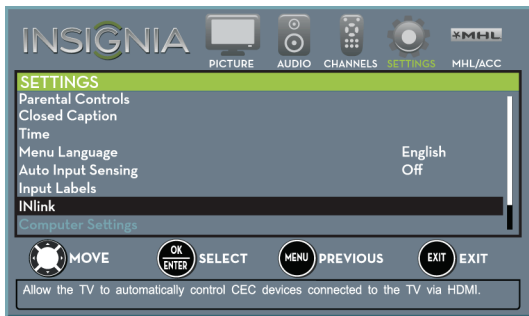 INSIGNIA
PICTURE AUDIO CHANNELS SETTINGS MHL MHL/ACC
SETTINGS
Parental Controls
Closed Caption
Time
Menu Language English
Auto Input Sensing Off
Input Labels
INlink
Computer Settings
MOVE OK ENTER SELECT MENU PREVIOUS EXIT EXIT
Allow the TV to automatically control CEC devices connected to the TV via HDMI.